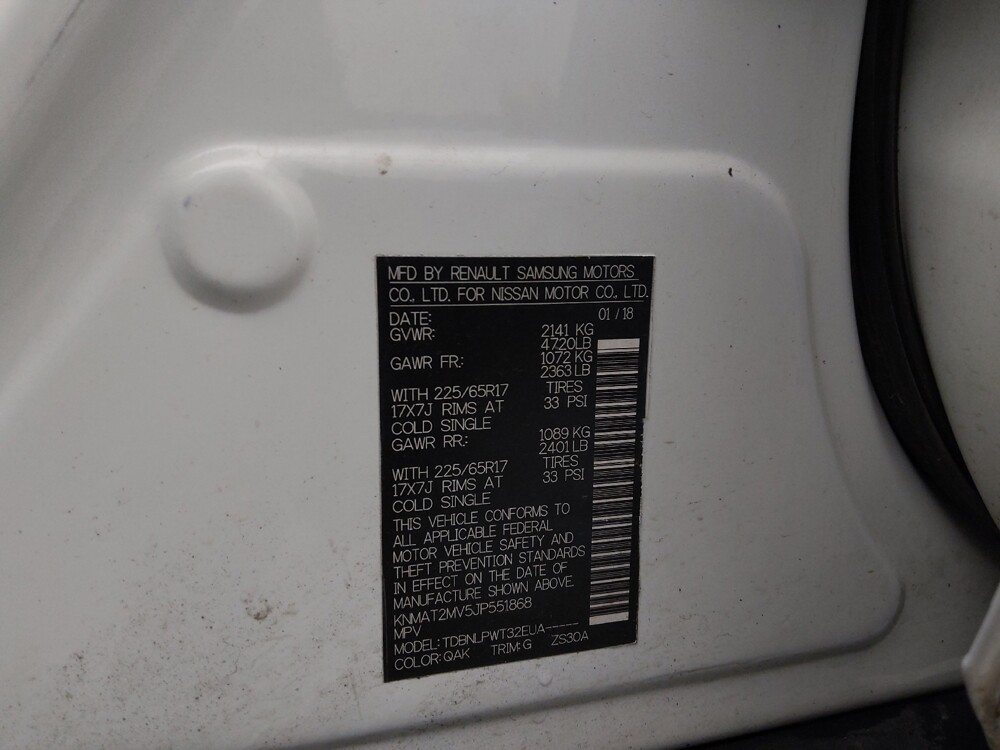 MFD BY RENAULT SAMSUNG MOTORS
CO., LTD. FOR NISSAN MOTOR CO., LTD.
DATE: 01 / 18
GVWR: 2141 KG
4720LB
GAWR FR.: 1072 KG
2363 LB
WITH 225/65R17 TIRES
17X7J RIMS AT 33 PSI
COLD SINGLE
GAWR RR.: 1089 KG
2401 LB
WITH 225/65R17 TIRES
17X7J RIMS AT 33 PSI
COLD SINGLE
THIS VEHICLE CONFORMS TO
ALL APPLICABLE FEDERAL
MOTOR VEHICLE SAFETY AND
THEFT PREVENTION STANDARDS
IN EFFECT ON THE DATE OF
MANUFACTURE SHOWN ABOVE.
KNMAT2MV5JP551868
MPV
MODEL: TDBNLPWT32EUA-----
COLOR: QAK TRIM: G ZS30A